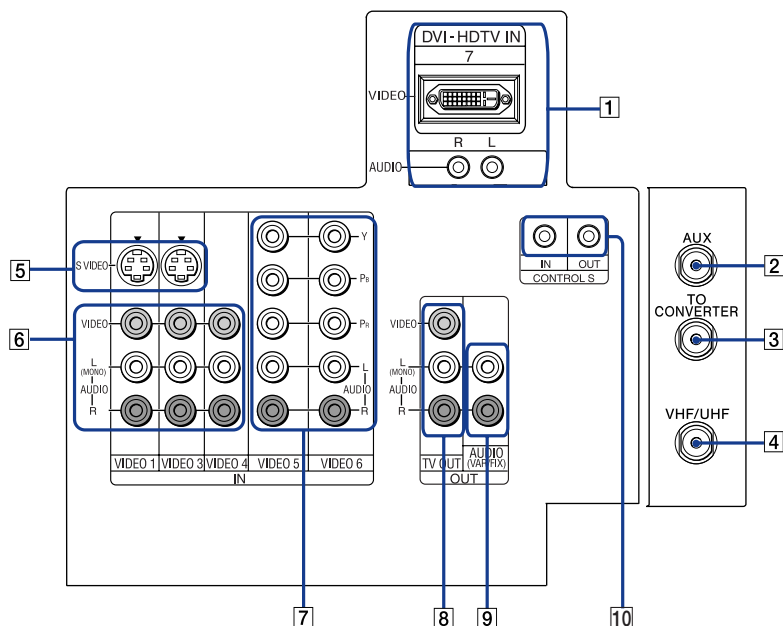 DVI-HDTV IN
7
VIDEO
R L
AUDIO
1
AUX
2
TO
CONVERTER
3
VHF/UHF
4
IN OUT
CONTROL S
10
5
S VIDEO
6
VIDEO
L
(MONO)
AUDIO
R
Y
PB
PR
L
AUDIO
R
VIDEO 1 VIDEO 3 VIDEO 4 VIDEO 5 VIDEO 6
IN
VIDEO
L
(MONO)
AUDIO
R
TV OUT
AUDIO
(VAR/FIX)
OUT
7
8
9